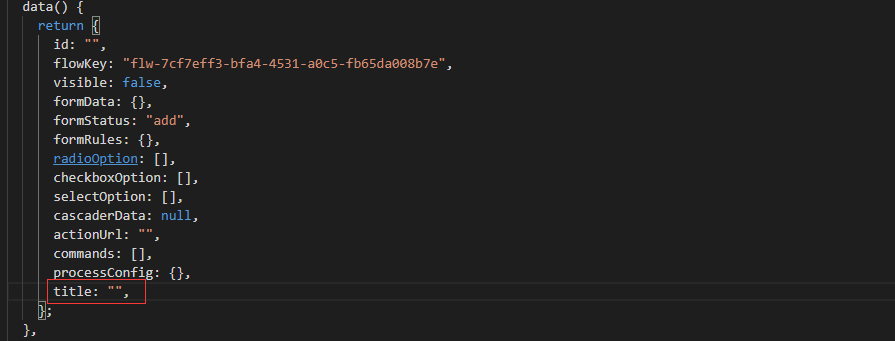 data() {
return {
id: "",
flowKey: "flw-7cf7eff3-bfa4-4531-a0c5-fb65da008b7e",
visible: false,
formData: {},
formStatus: "add",
formRules: {},
radioOption: [],
checkboxOption: [],
selectOption: [],
cascaderData: null,
actionUrl: "",
commands: [],
processConfig: {},
title: "",
};
},